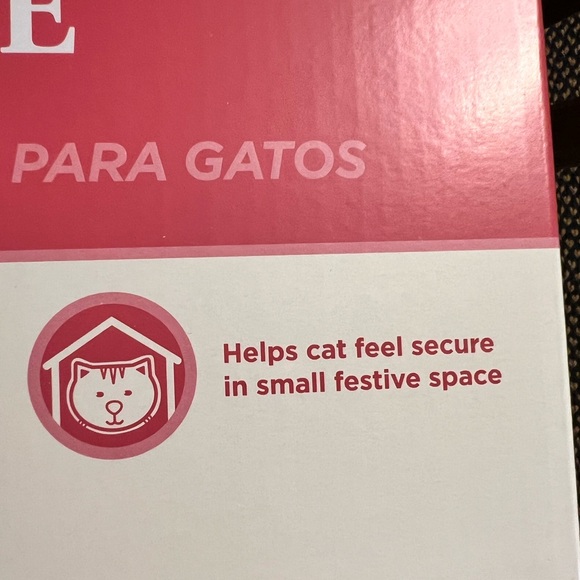 E
PARA GATOS
Helps cat feel secure
in small festive space